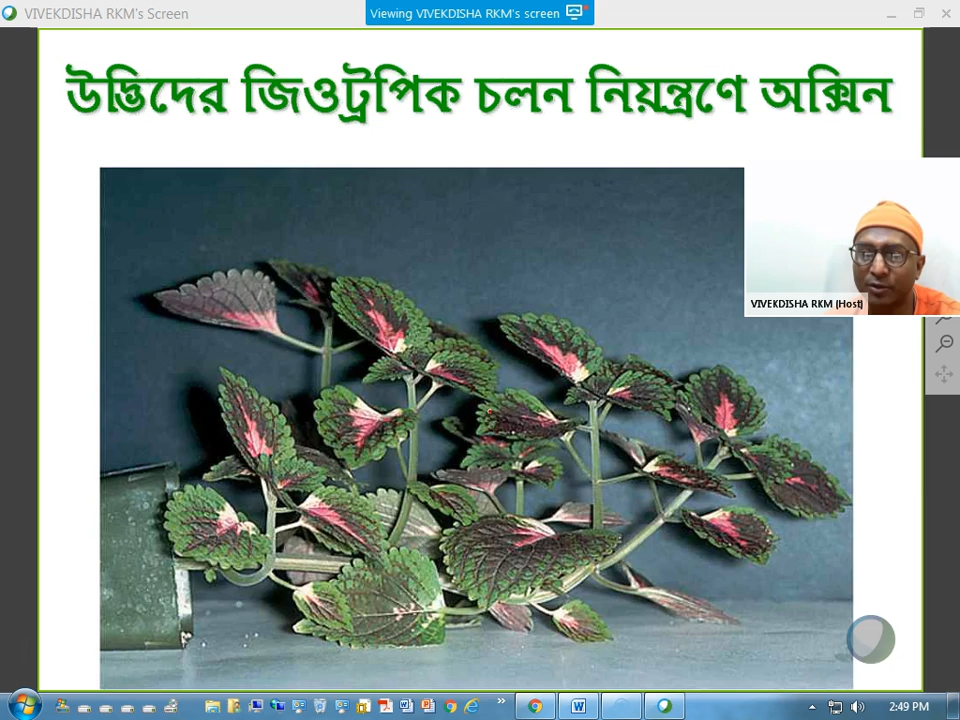 VIVEKDISHA RKM's Screen
Viewing VIVEKDISHA RKM's screen
উদ্ভিদের জিওট্রপিক চলন নিয়ন্ত্রণে অক্সিন
VIVEKDISHA RKM (Host)
2:49 PM